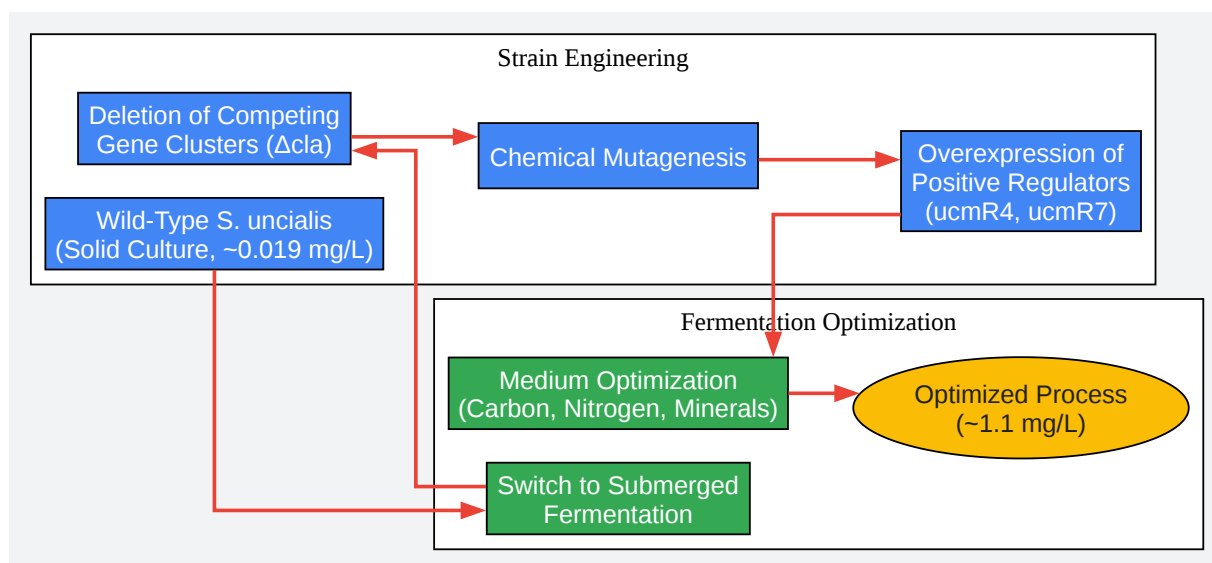 Strain Engineering
Deletion of Competing
Gene Clusters (Δcla)
Chemical Mutagenesis
Overexpression of
Positive Regulators
(ucmR4, ucmR7)
Wild-Type S. uncialis
(Solid Culture, ~0.019 mg/L)
Fermentation Optimization
Medium Optimization
(Carbon, Nitrogen, Minerals)
Optimized Process
(~1.1 mg/L)
Switch to Submerged
Fermentation